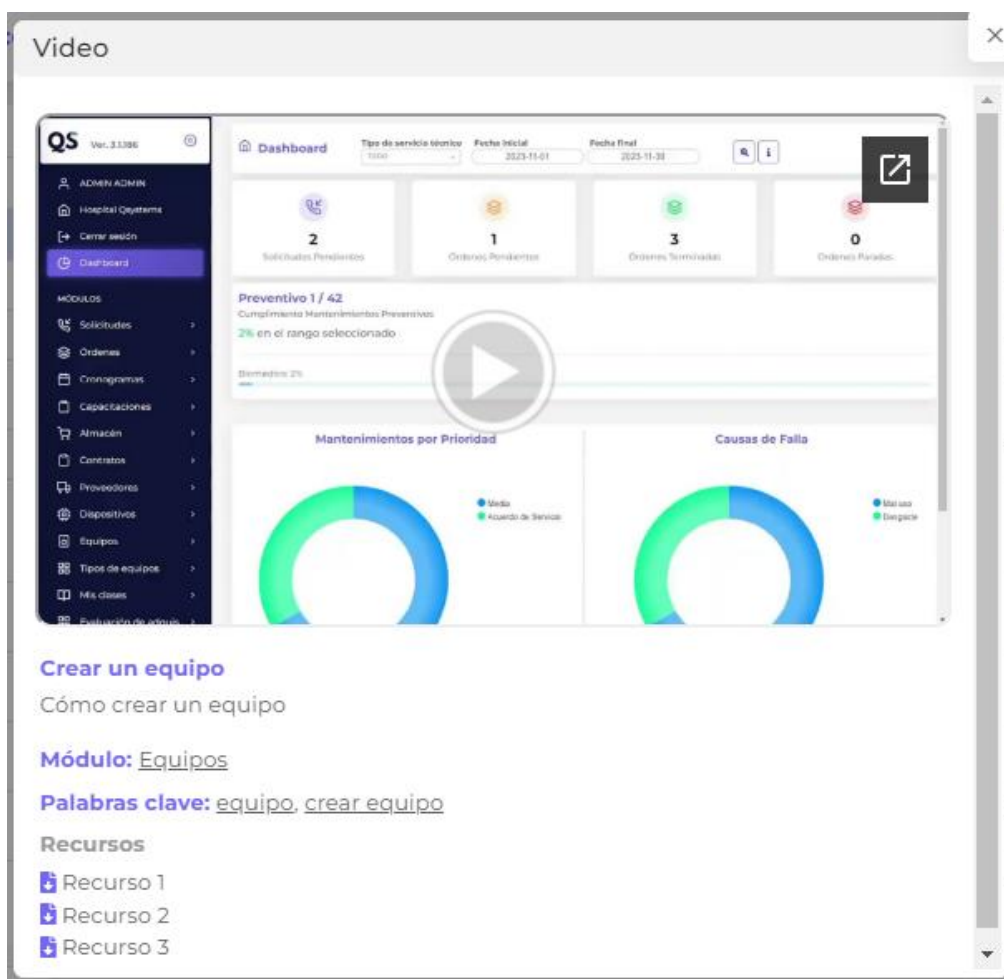 Video
QS Ver. 3.1.186
ADMIN ADMIN
Hospital Qsystems
Cerrar sesión
Dashboard
MÓDULOS
Solicitudes
Ordenes
Cronogramas
Capacitaciones
Almacén
Contratos
Proveedores
Dispositivos
Equipos
Tipos de equipos
Mis clases
Evaluación de adquis.
Dashboard
Tipo de servicio técnico Fecha Inicial Fecha final
Todo 2023-11-01 2023-11-30
2 1 3 0
Solicitudes Pendientes Ordenes Pendientes Ordenes Terminadas Ordenes Paradas
Preventivo 1 / 42
Cumplimiento Mantenimientos Preventivos
2% en el rango seleccionado
Biomedica: 2%
Mantenimientos por Prioridad Causas de Falla
Media
Acuerdo de Servicio
Mal uso
Desgaste
Crear un equipo
Cómo crear un equipo
Módulo: Equipos
Palabras clave: equipo, crear equipo
Recursos
Recurso 1
Recurso 2
Recurso 3